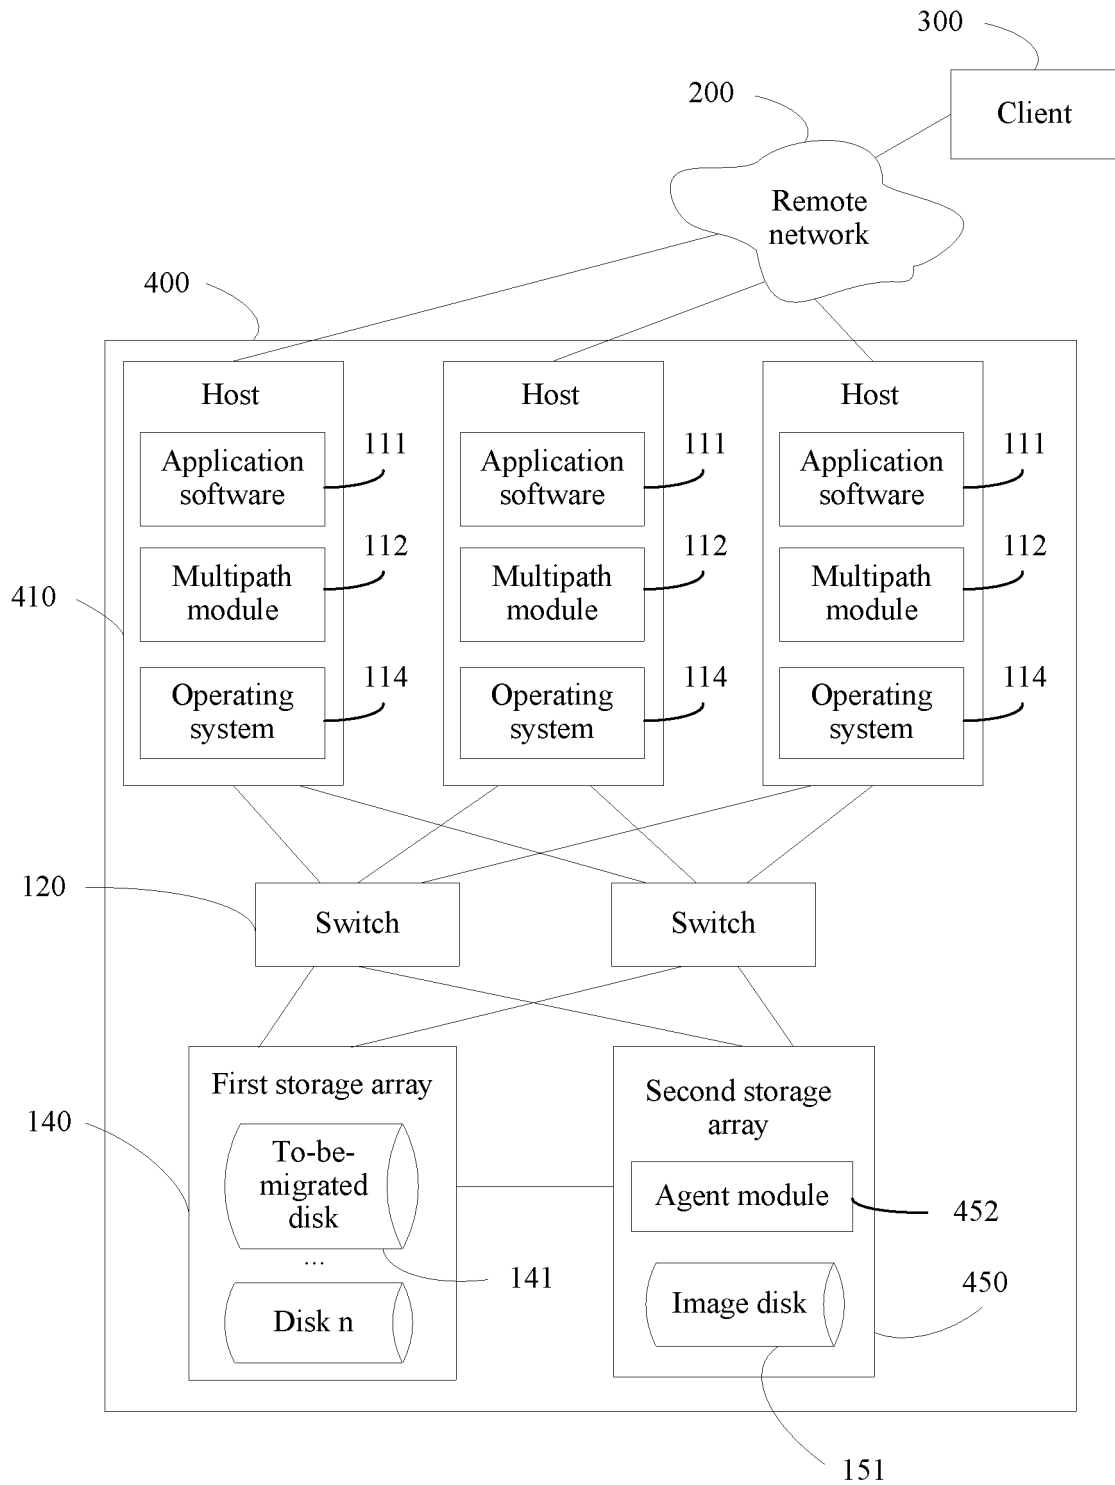 300
Client
200
Remote
network
400
Host
Host
Host
Application
software
111
Application
software
111
Application
software
111
Multipath
module
112
Multipath
module
112
Multipath
module
112
410
Operating
system
114
Operating
system
114
Operating
system
114
120
Switch
Switch
First storage array
Second storage
array
140
To-be-
migrated
disk
Agent module
452
...
141
450
Disk n
Image disk
151